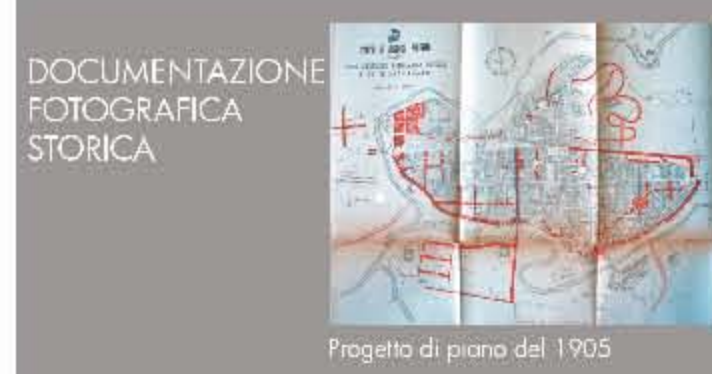 DOCUMENTAZIONE
FOTOGRAFICA
STORICA
Progetto di piano del 1905